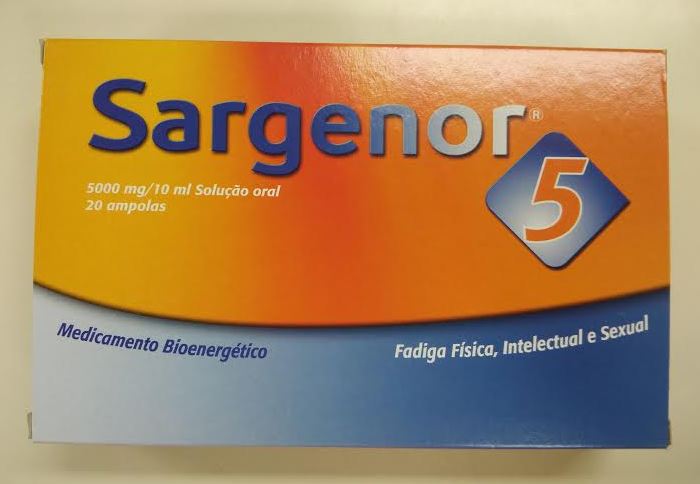 Sargenor®
5
5000 mg/10 ml Solução oral
20 ampolas
Medicamento Bioenergético
Fadiga Física, Intelectual e Sexual